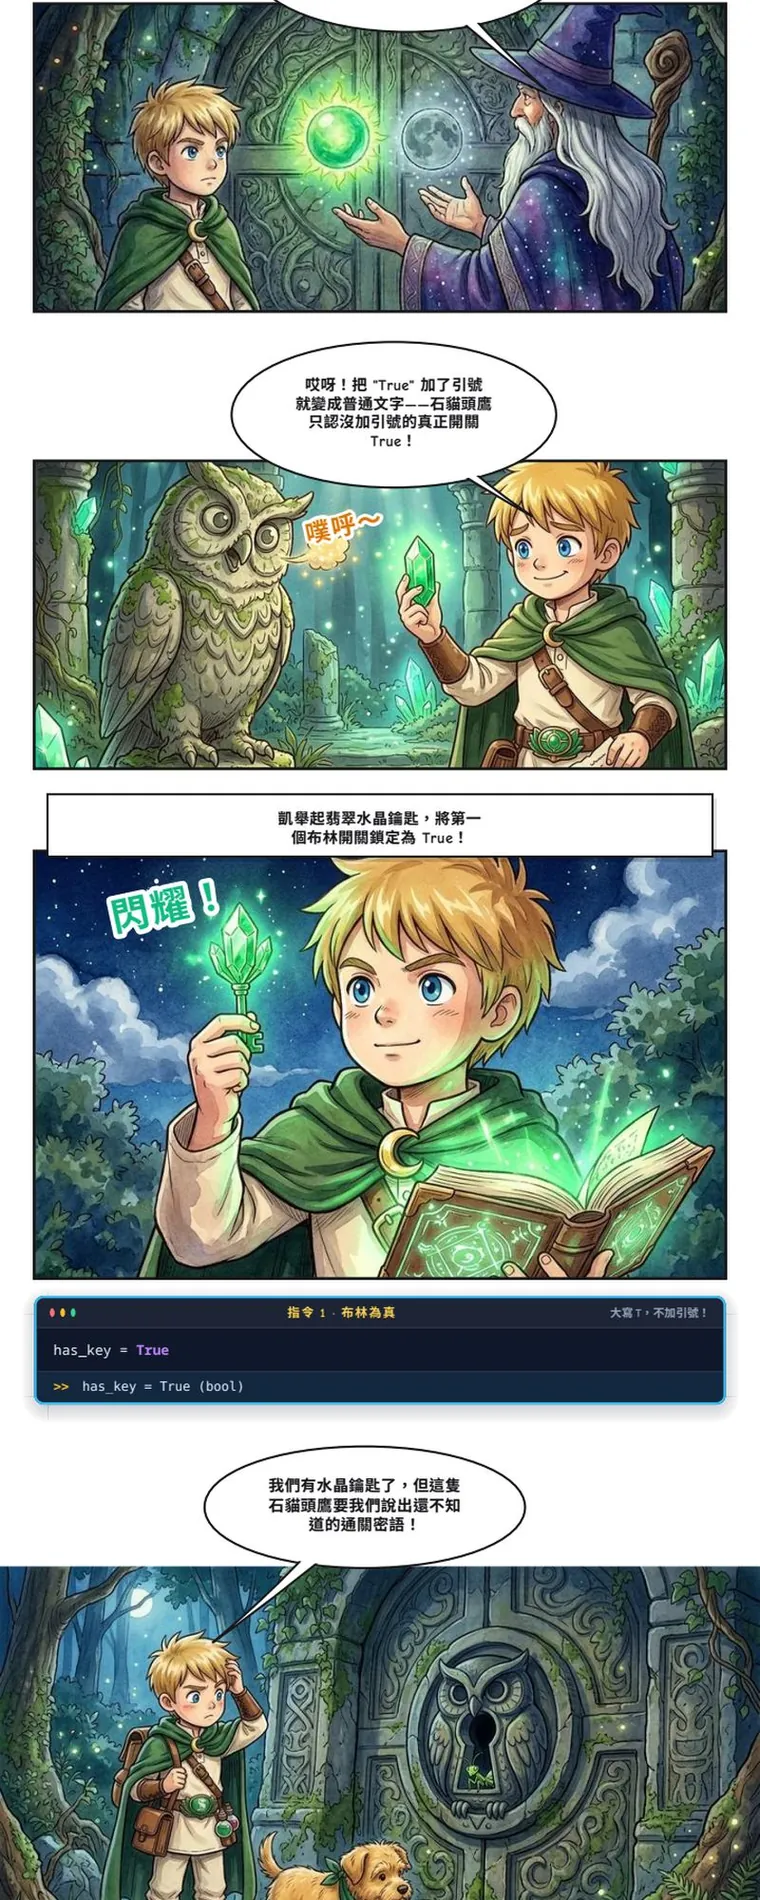 哎呀！把 "True" 加了引號
就變成普通文字——石貓頭鷹
只認沒加引號的真正開關
True！
噗呼～
凱舉起翡翠水晶鑰匙，將第一
個布林開關鎖定為 True！
閃耀！
指令 1 · 布林為真
大寫 T，不加引號！
has_key = True
>> has_key = True (bool)
我們有水晶鑰匙了，但這隻
石貓頭鷹要我們說出還不知
道的通關密語！